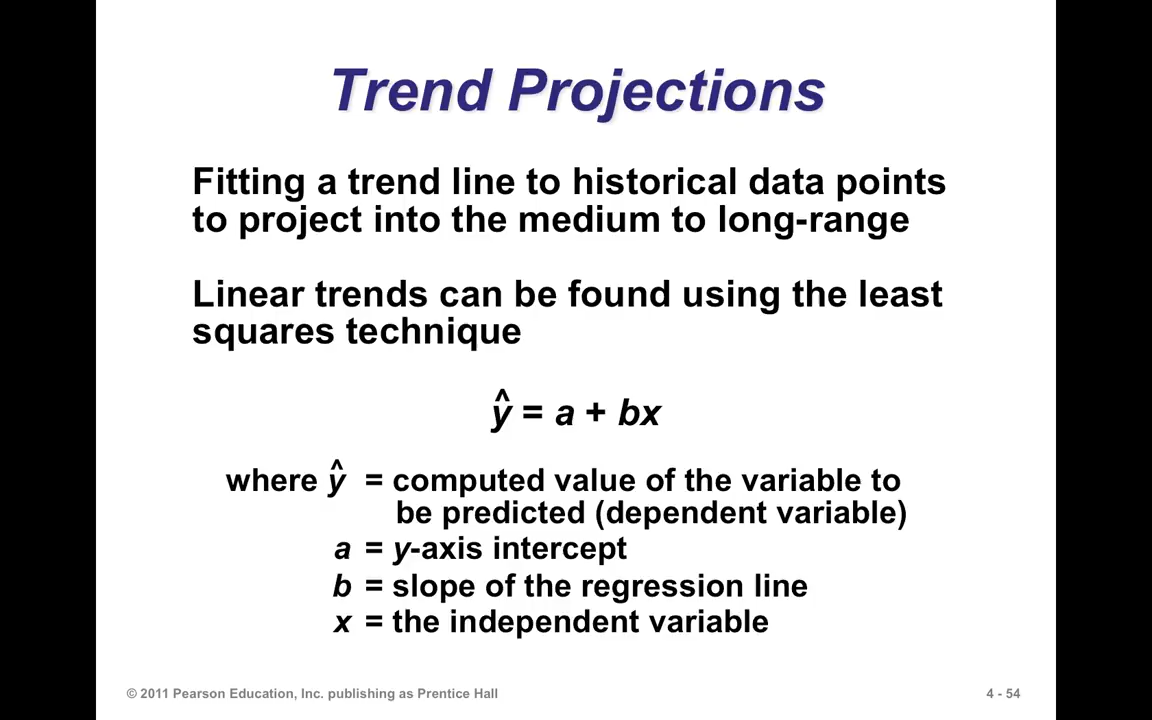 Trend Projections
Fitting a trend line to historical data points
to project into the medium to long-range
Linear trends can be found using the least
squares technique
ŷ = a + bx
where ŷ = computed value of the variable to
be predicted (dependent variable)
a = y-axis intercept
b = slope of the regression line
x = the independent variable
© 2011 Pearson Education, Inc. publishing as Prentice Hall
4 - 54